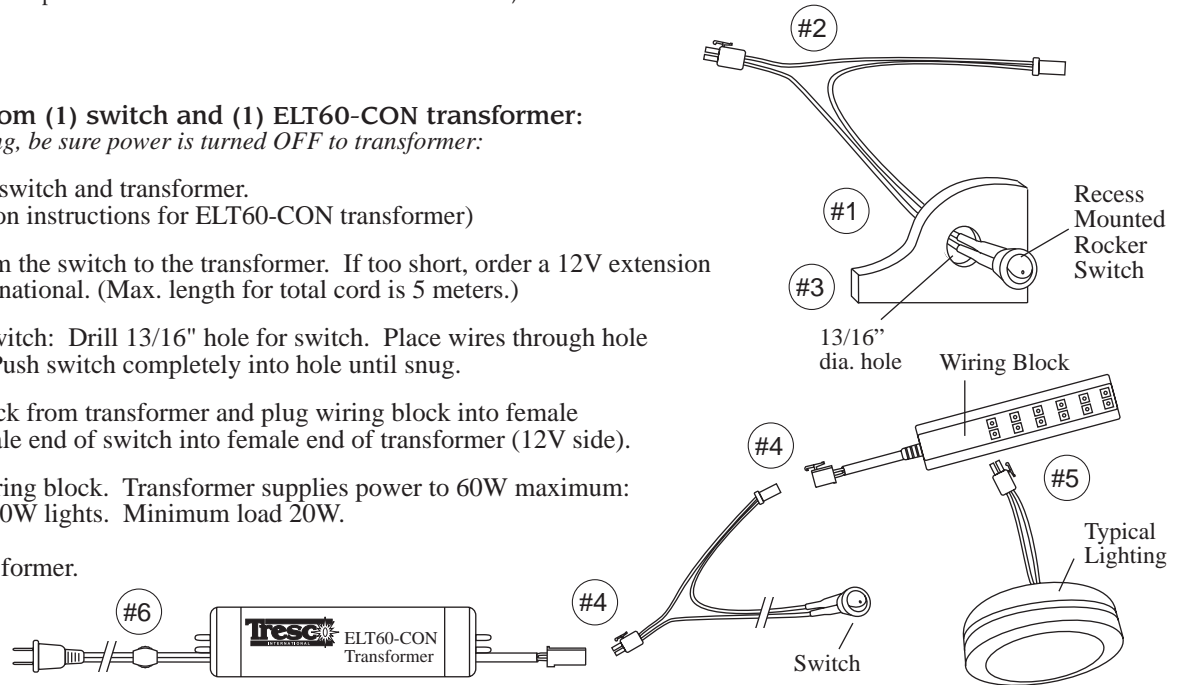 om (1) switch and (1) ELT60-CON transformer:
ng, be sure power is turned OFF to transformer:
switch and transformer.
on instructions for ELT60-CON transformer)
m the switch to the transformer. If too short, order a 12V extension
national. (Max. length for total cord is 5 meters.)
witch: Drill 13/16" hole for switch. Place wires through hole
Push switch completely into hole until snug.
ck from transformer and plug wiring block into female
ale end of switch into female end of transformer (12V side).
ring block. Transformer supplies power to 60W maximum:
0W lights. Minimum load 20W.
former.
#2
#1
#3
Recess
Mounted
Rocker
Switch
13/16”
dia. hole
Wiring Block
#4
#5
Typical
Lighting
#6
Tresco
INTERNATIONAL
ELT60-CON
Transformer
#4
Switch